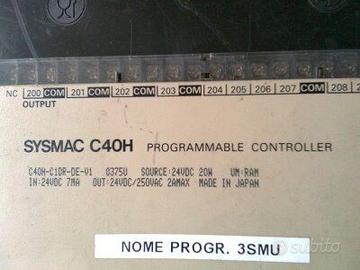 NC 200 COM 201 COM 202 COM 203 COM 204 205 206 207 COM 208
OUTPUT
SYSMAC C40H PROGRAMMABLE CONTROLLER
C40H-C1DR-DE-V1 0375U SOURCE:24VDC 20W UM:RAM
IN:24VDC 7MA OUT:24VDC/250VAC 2AMAX MADE IN JAPAN
NOME PROGR. 3SMU
subito